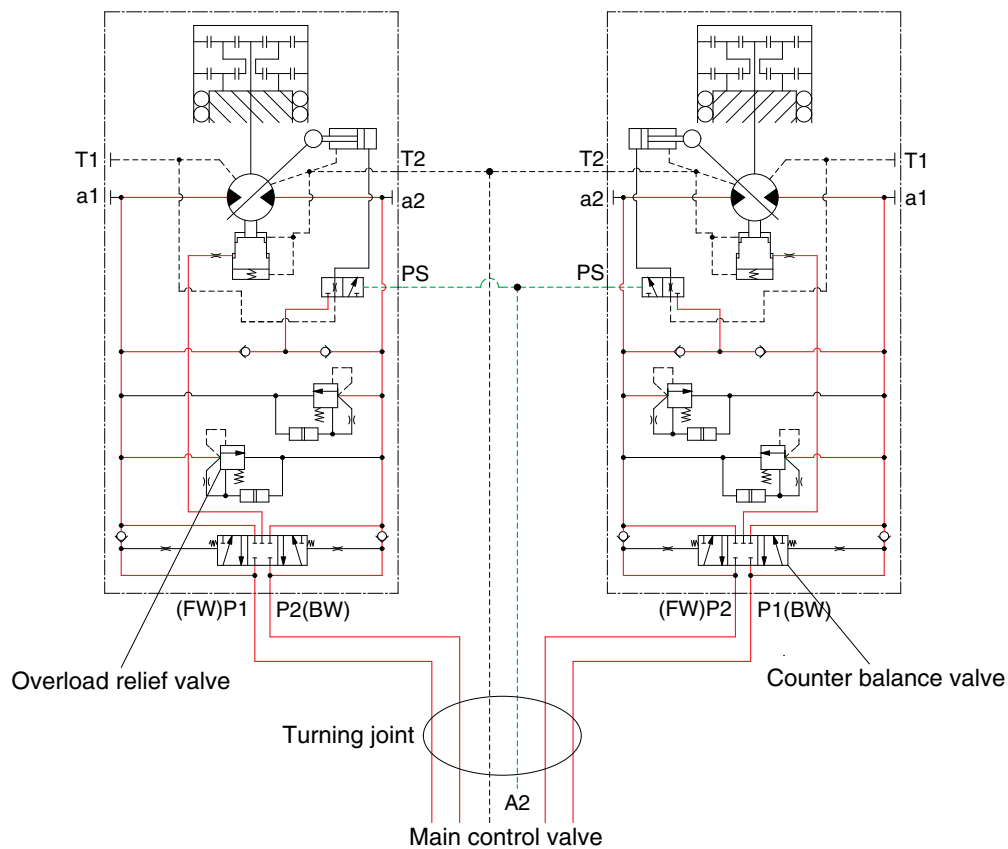 T1
T2
T2
T1
a1
a2
a2
a1
PS
PS
(FW)P1
P2(BW)
(FW)P2
P1(BW)
Overload relief valve
Counter balance valve
Turning joint
A2
Main control valve